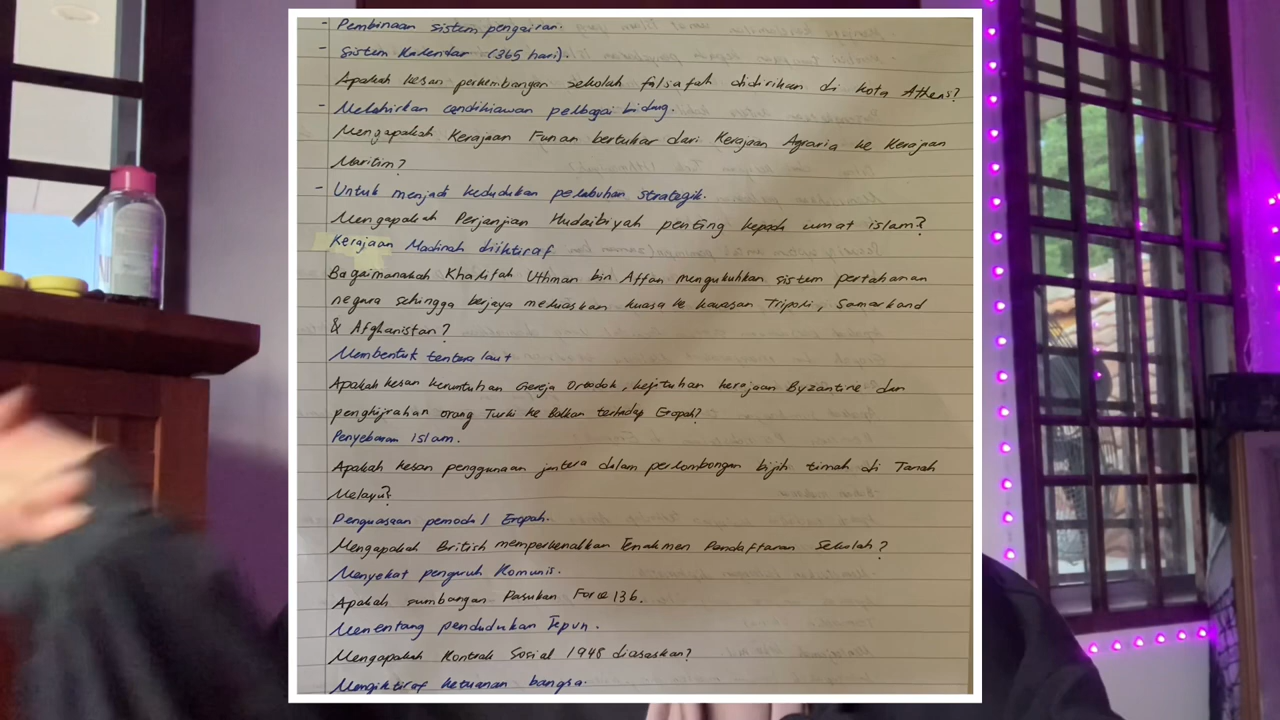 - Pembinaan sistem pengairan.
- Sistem Kalendar (365 hari).
Apakah kesan perkembangan sekolah falsafah didirikan di kota Athens?
- Melahirkan cendikiawan pelbagai bidang.
Mengapakah Kerajaan Funan bertukar dari Kerajaan Agraria ke Kerajaan
Maritim?
- Untuk menjadi kedudukan pelabuhan strategik.
Mengapakah Perjanjian Hudaibiyah penting kepada umat islam?
Kerajaan Madinah diiktiraf
Bagaimanakah Khalifah Uthman bin Affan mengukuhkan sistem pertahanan
negara sehingga berjaya meluaskan kuasa ke kawasan Tripoli, Samarkand
& Afghanistan?
Membentuk tentera laut
Apakah kesan keruntuhan Gereja Ortodok, kejatuhan kerajaan Byzantine dan
penghijrahan orang Turki ke Balkan terhadap Eropah?
Penyebaran islam.
Apakah kesan penggunaan jentera dalam perlombongan bijih timah di Tanah
Melayu?
Penguasaan pemodal Eropah.
Mengapakah British memperkenalkan Enakmen Pendaftaran Sekolah?
Menyekat pengaruh Komunis.
Apakah sumbangan Pasukan Force 136.
Menentang pendudukan Jepun.
Mengapakah Kontrak Sosial 1948 diasaskan?
Mengiktiraf ketuanan bangsa.